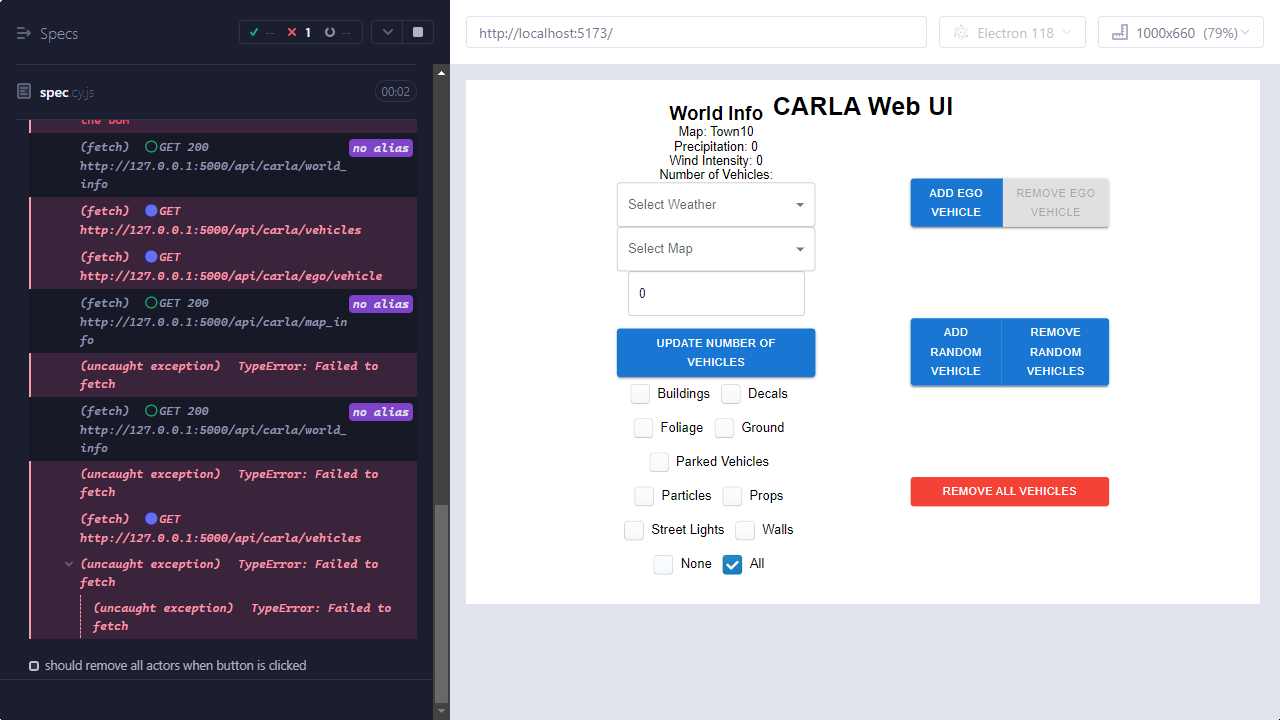 Specs
-- 1 --
spec.cy.js
00:02
the DOM
(fetch) GET 200
no alias
http://127.0.0.1:5000/api/carla/world_
info
(fetch) GET
http://127.0.0.1:5000/api/carla/vehicles
(fetch) GET
http://127.0.0.1:5000/api/carla/ego/vehicle
(fetch) GET 200
no alias
http://127.0.0.1:5000/api/carla/map_in
fo
(uncaught exception) TypeError: Failed to
fetch
(fetch) GET 200
no alias
http://127.0.0.1:5000/api/carla/world_
info
(uncaught exception) TypeError: Failed to
fetch
(fetch) GET
http://127.0.0.1:5000/api/carla/vehicles
(uncaught exception) TypeError: Failed to
fetch
(uncaught exception) TypeError: Failed to
fetch
should remove all actors when button is clicked
http://localhost:5173/
Electron 118
1000x660 (79%)
CARLA Web UI
World Info
Map: Town10
Precipitation: 0
Wind Intensity: 0
Number of Vehicles:
Select Weather
Select Map
0
UPDATE NUMBER OF
VEHICLES
Buildings Decals
Foliage Ground
Parked Vehicles
Particles Props
Street Lights Walls
None All
ADD EGO
VEHICLE
REMOVE EGO
VEHICLE
ADD
RANDOM
VEHICLE
REMOVE
RANDOM
VEHICLES
REMOVE ALL VEHICLES